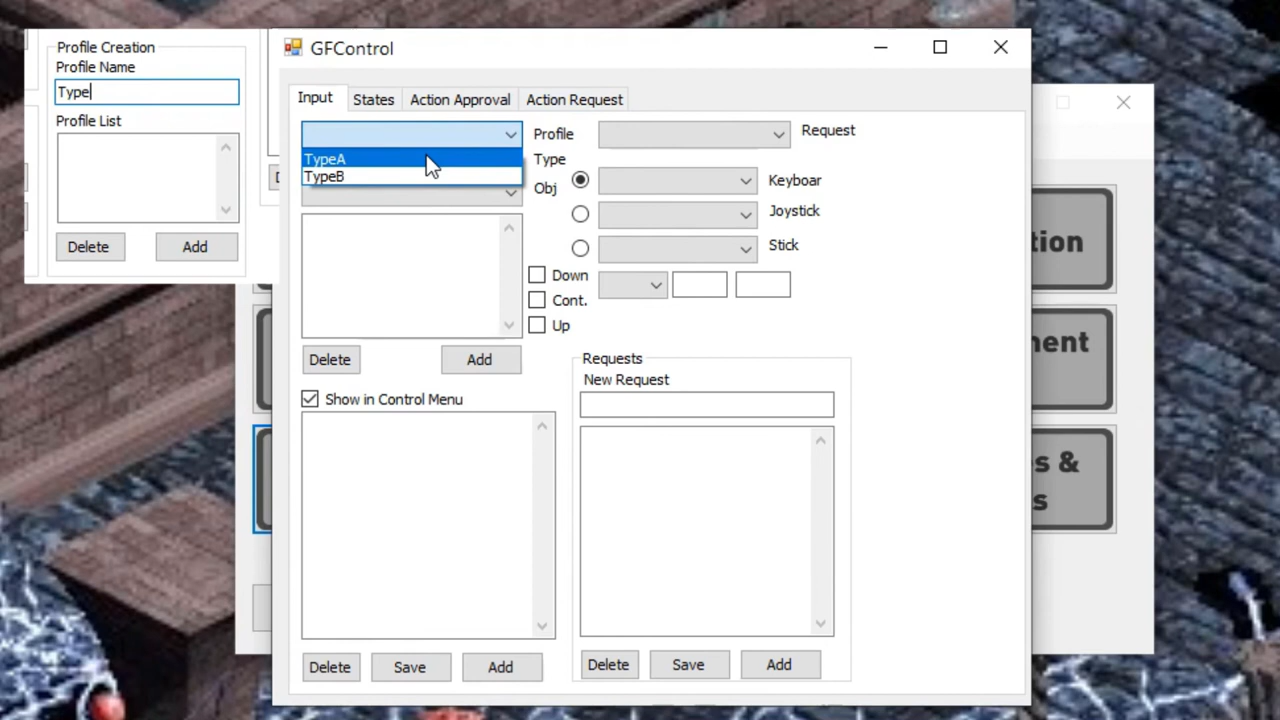 Profile Creation
Profile Name
Type
Profile List
Delete
Add
GFControl
Input
States
Action Approval
Action Request
Profile
Request
TypeA
TypeB
Type
Obj
Keyboar
Joystick
Stick
Down
Cont.
Up
Delete
Add
Show in Control Menu
Requests
New Request
Delete
Save
Add
Delete
Save
Add
tion
nent
s &
s